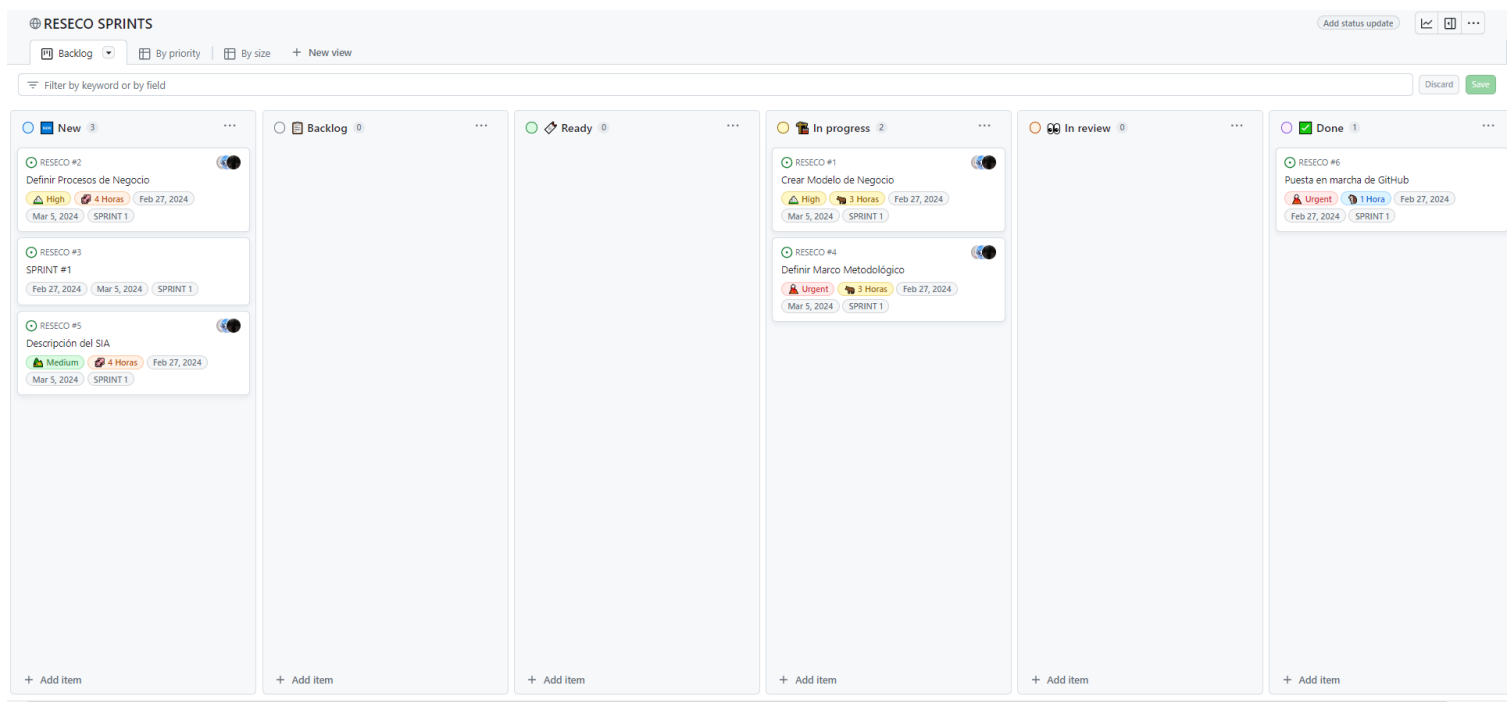 RESECO SPRINTS
Add status update
Backlog
By priority
By size
+ New view
Filter by keyword or by field
Discard
Save
New 3
RESECO #2
Definir Procesos de Negocio
High 4 Horas Feb 27, 2024
Mar 5, 2024 SPRINT 1
RESECO #3
SPRINT #1
Feb 27, 2024 Mar 5, 2024 SPRINT 1
RESECO #5
Descripción del SIA
Medium 4 Horas Feb 27, 2024
Mar 5, 2024 SPRINT 1
+ Add item
Backlog 0
+ Add item
Ready 0
+ Add item
In progress 2
RESECO #1
Crear Modelo de Negocio
High 3 Horas Feb 27, 2024
Mar 5, 2024 SPRINT 1
RESECO #4
Definir Marco Metodológico
Urgent 3 Horas Feb 27, 2024
Mar 5, 2024 SPRINT 1
+ Add item
In review 0
+ Add item
Done 1
RESECO #6
Puesta en marcha de GitHub
Urgent 1 Hora Feb 27, 2024
Feb 27, 2024 SPRINT 1
+ Add item